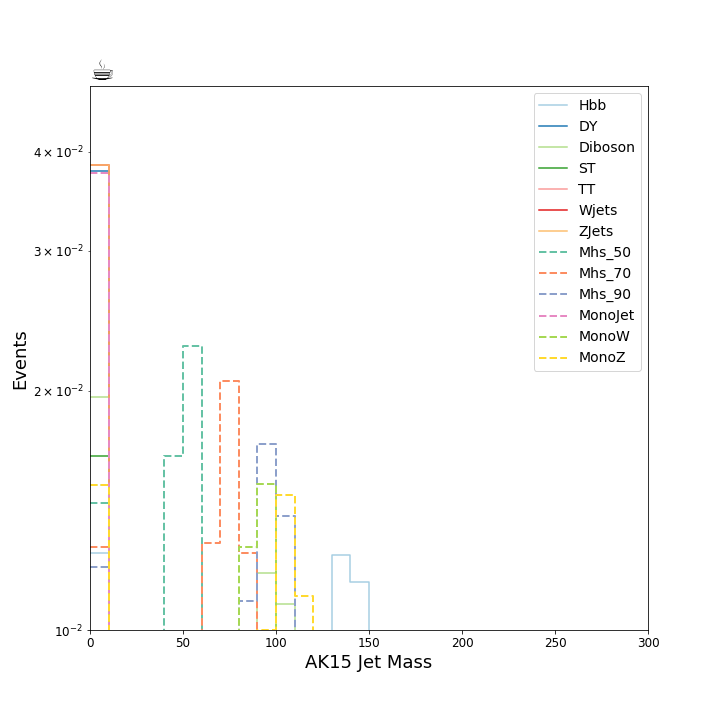 ☕
Hbb
DY
Diboson
ST
TT
Wjets
ZJets
Mhs_50
Mhs_70
Mhs_90
MonoJet
MonoW
MonoZ
4 × 10⁻²
3 × 10⁻²
2 × 10⁻²
10⁻²
Events
0 50 100 150 200 250 300
AK15 Jet Mass